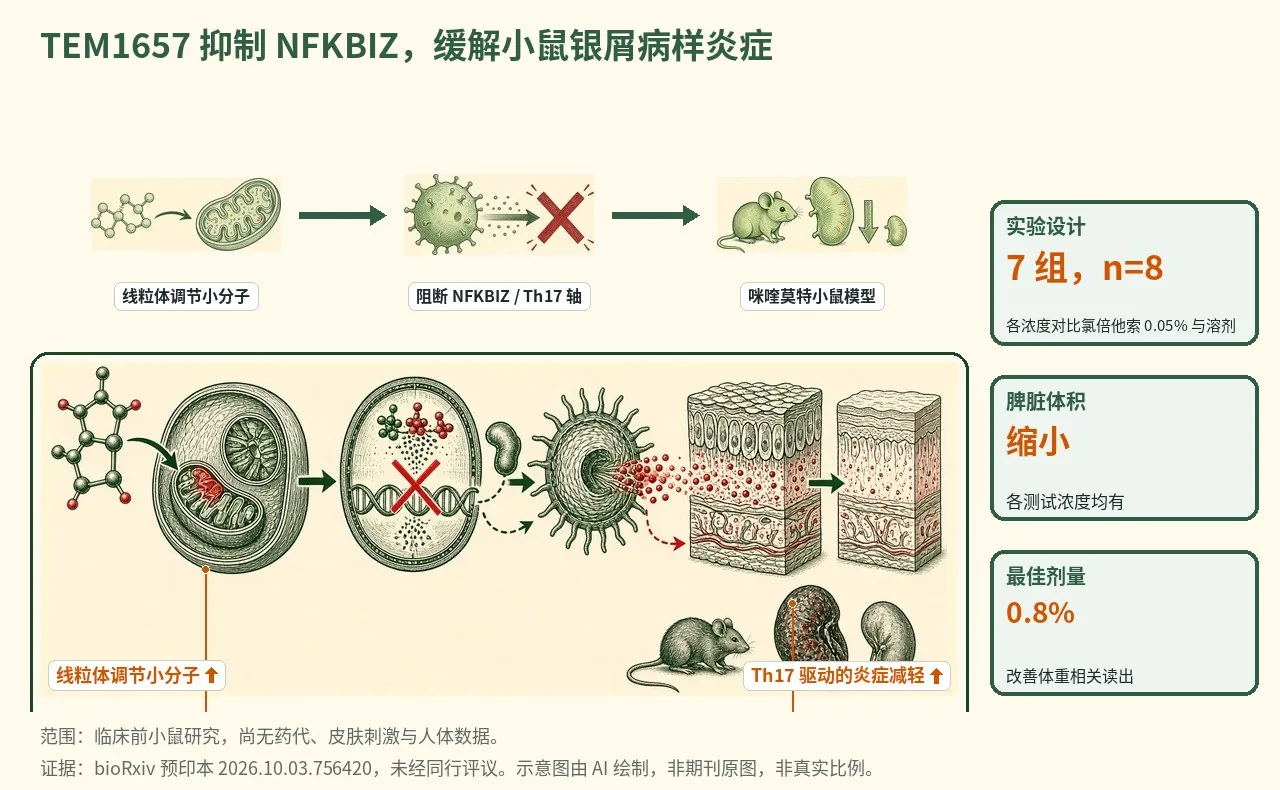 TEM1657 抑制 NFKBIZ，缓解小鼠银屑病样炎症
线粒体调节小分子
阻断 NFKBIZ / Th17 轴
咪喹莫特小鼠模型
实验设计
7 组，n=8
各浓度对比氯倍他索 0.05% 与溶剂
脾脏体积
缩小
各测试浓度均有
最佳剂量
0.8%
改善体重相关读出
线粒体调节小分子 ⬆
Th17 驱动的炎症减轻 ⬆
范围：临床前小鼠研究，尚无药代、皮肤刺激与人体数据。
证据：bioRxiv 预印本 2026.10.03.756420，未经同行评议。示意图由 AI 绘制，非期刊原图，非真实比例。